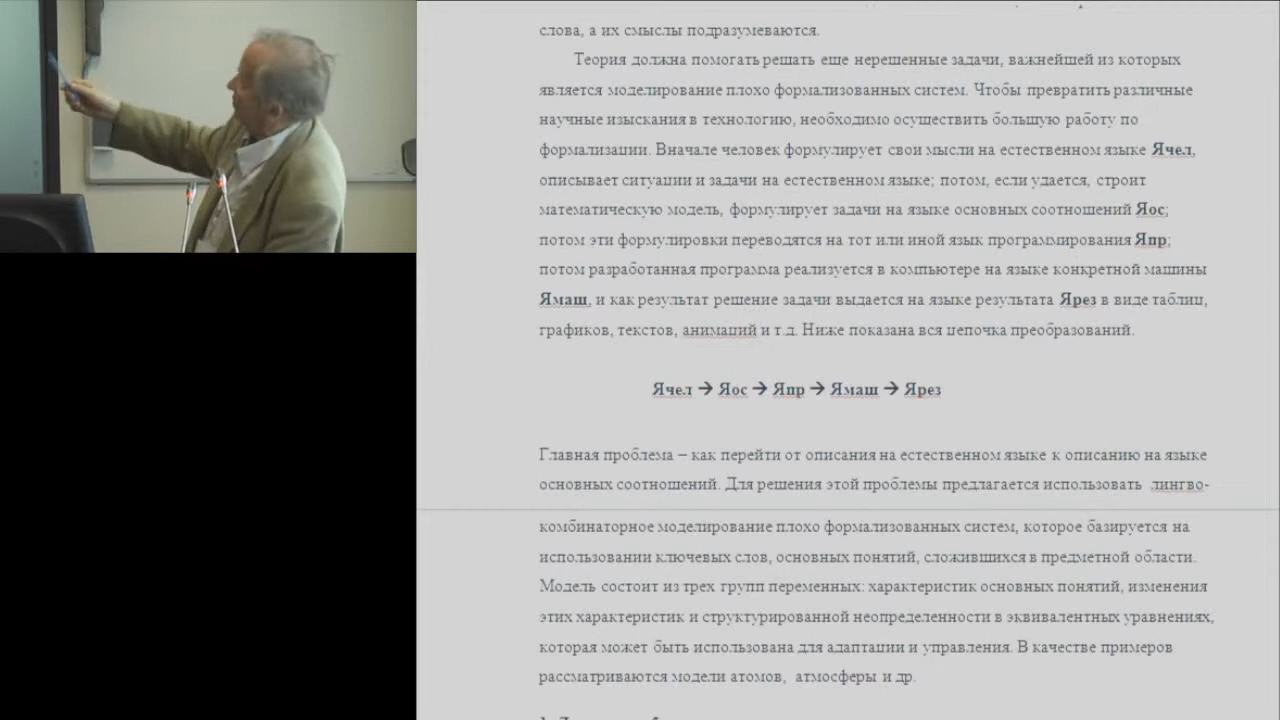 слова, а их смыслы подразумеваются.
Теория должна помогать решать еще нерешенные задачи, важнейшей из которых
является моделирование плохо формализованных систем. Чтобы превратить различные
научные изыскания в технологию, необходимо осуществить большую работу по
формализации. Вначале человек формулирует свои мысли на естественном языке Ячел,
описывает ситуации и задачи на естественном языке; потом, если удается, строит
математическую модель, формулирует задачи на языке основных соотношений Яос;
потом эти формулировки переводятся на тот или иной язык программирования Япр;
потом разработанная программа реализуется в компьютере на языке конкретной машины
Ямаш, и как результат решение задачи выдается на языке результата Ярез в виде таблиц,
графиков, текстов, анимаций и т.д. Ниже показана вся цепочка преобразований.
Ячел → Яос → Япр → Ямаш → Ярез
Главная проблема – как перейти от описания на естественном языке к описанию на языке
основных соотношений. Для решения этой проблемы предлагается использовать лингво-
комбинаторное моделирование плохо формализованных систем, которое базируется на
использовании ключевых слов, основных понятий, сложившихся в предметной области.
Модель состоит из трех групп переменных: характеристик основных понятий, изменения
этих характеристик и структурированной неопределенности в эквивалентных уравнениях,
которая может быть использована для адаптации и управления. В качестве примеров
рассматриваются модели атомов, атмосферы и др.